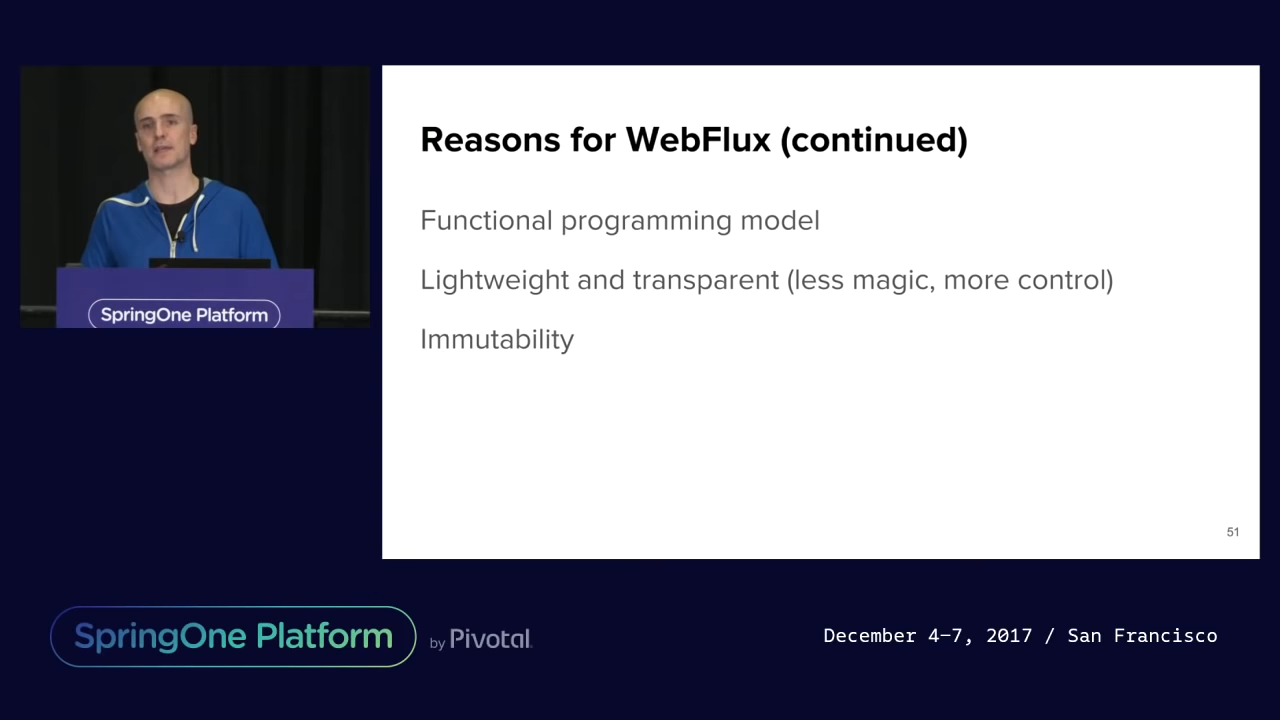 SpringOne Platform
Reasons for WebFlux (continued)
Functional programming model
Lightweight and transparent (less magic, more control)
Immutability
51
SpringOne Platform
by Pivotal.
December 4–7, 2017 / San Francisco